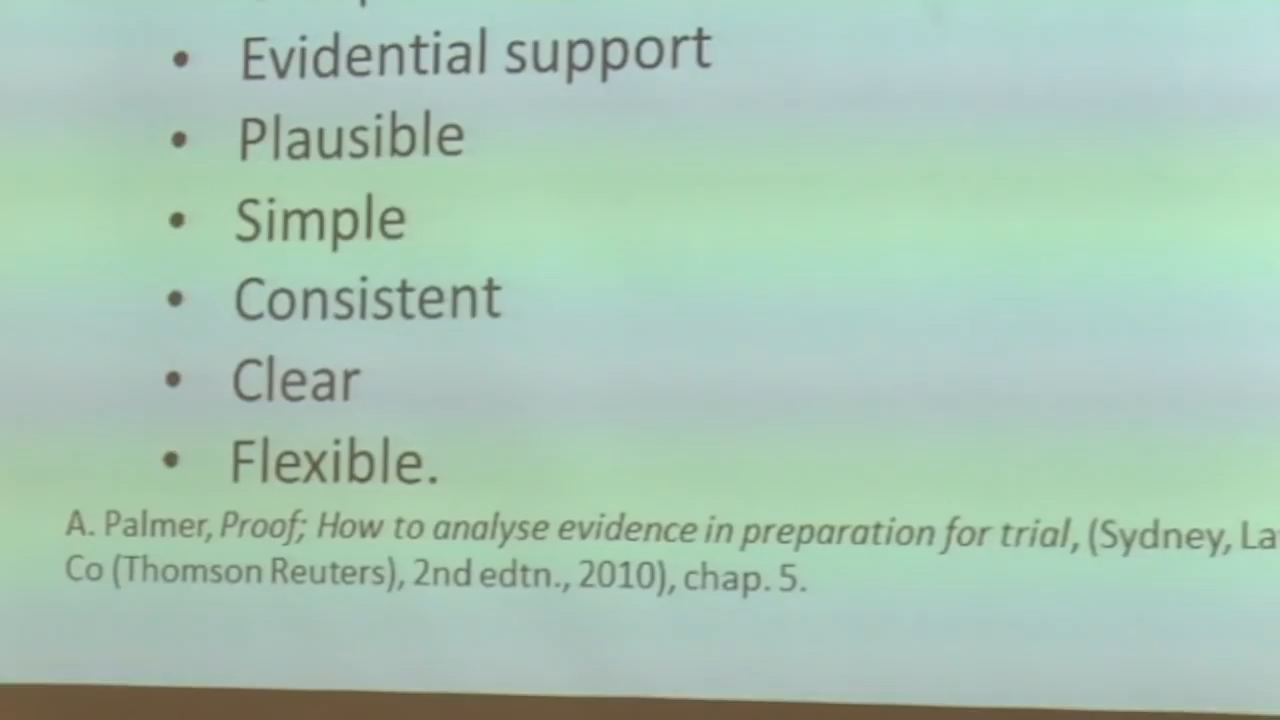 • Evidential support
• Plausible
• Simple
• Consistent
• Clear
• Flexible.
A. Palmer, Proof; How to analyse evidence in preparation for trial, (Sydney, La
Co (Thomson Reuters), 2nd edtn., 2010), chap. 5.